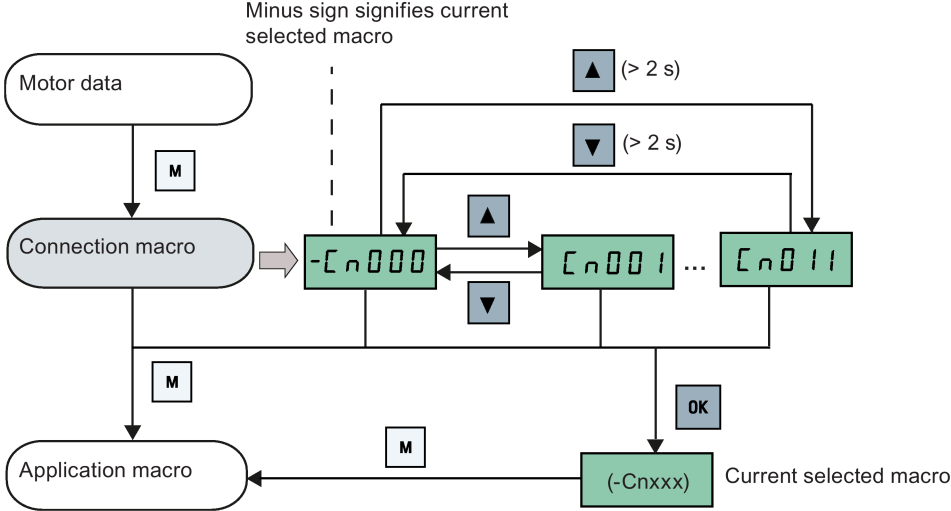 Minus sign signifies current
selected macro
Motor data
▲ (> 2 s)
▼ (> 2 s)
M
▲
Connection macro
-Cn000
Cn001 ... Cn011
▼
M
OK
M
Application macro
(-Cnxxx)
Current selected macro